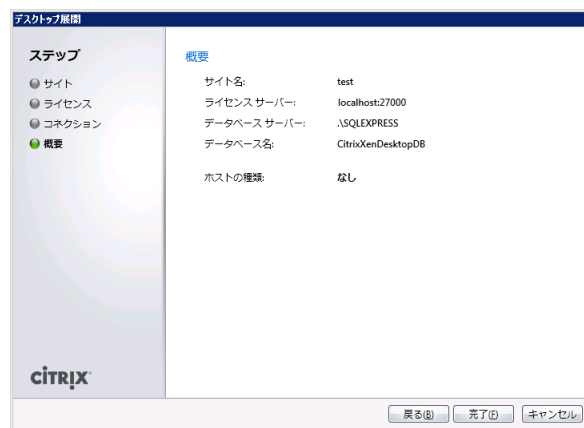 デスクトップ展開
ステップ
サイト
ライセンス
コネクション
概要
概要
サイト名: test
ライセンス サーバー: localhost:27000
データベース サーバー: .\SQLEXPRESS
データベース名: CitrixXenDesktopDB
ホストの種類: なし
CİTRIX
戻る(B) 完了(F) キャンセル